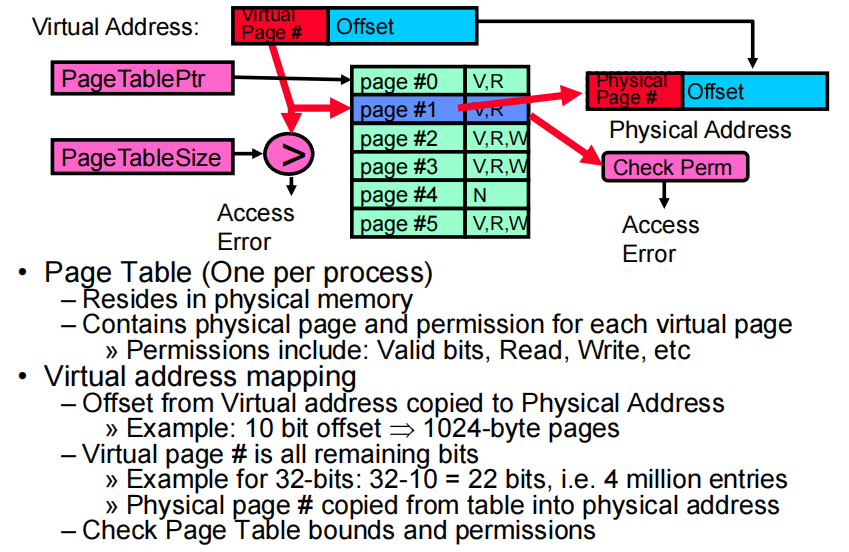 Virtual Address:
Virtual
Page #
Offset
PageTablePtr
page #0 V,R
page #1 V,R
page #2 V,R,W
page #3 V,R,W
page #4 N
page #5 V,R,W
Physical
Page #
Offset
Physical Address
PageTableSize
>
Check Perm
Access
Error
Access
Error
• Page Table (One per process)
– Resides in physical memory
– Contains physical page and permission for each virtual page
» Permissions include: Valid bits, Read, Write, etc
• Virtual address mapping
– Offset from Virtual address copied to Physical Address
» Example: 10 bit offset ⇒ 1024-byte pages
– Virtual page # is all remaining bits
» Example for 32-bits: 32-10 = 22 bits, i.e. 4 million entries
» Physical page # copied from table into physical address
– Check Page Table bounds and permissions